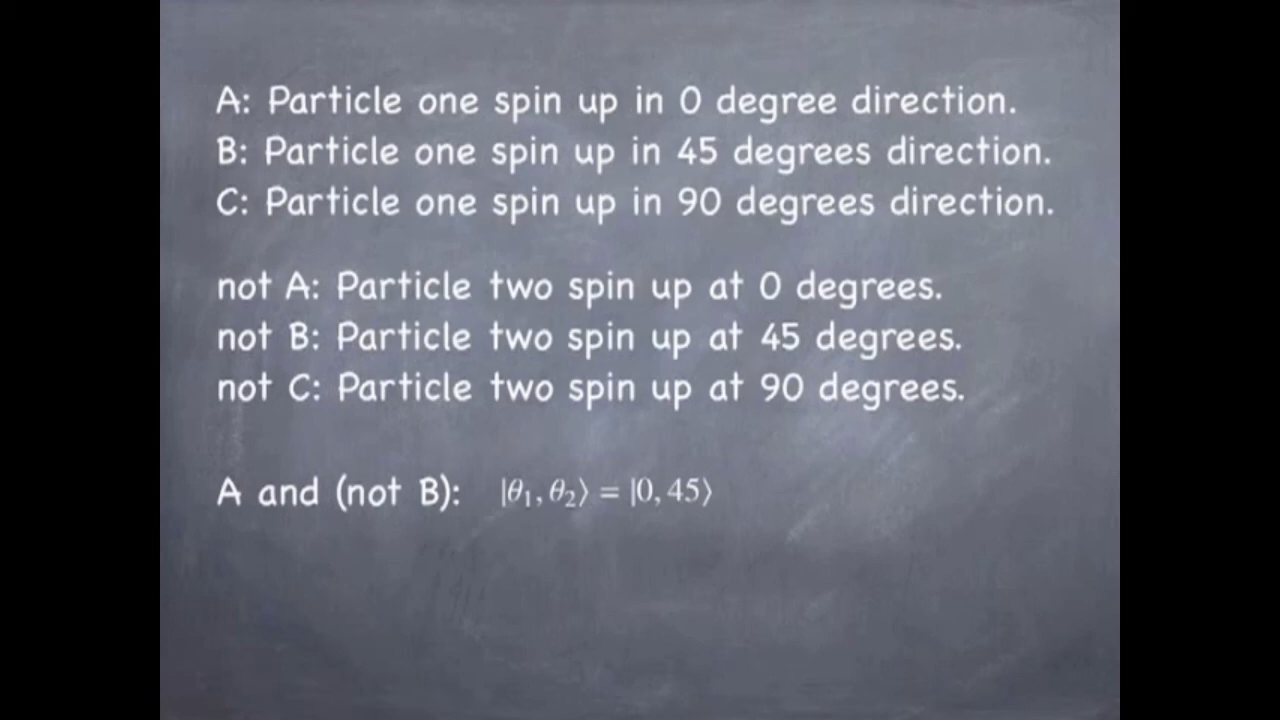 A: Particle one spin up in 0 degree direction.
B: Particle one spin up in 45 degrees direction.
C: Particle one spin up in 90 degrees direction.
not A: Particle two spin up at 0 degrees.
not B: Particle two spin up at 45 degrees.
not C: Particle two spin up at 90 degrees.
A and (not B): |θ₁, θ₂⟩ = |0, 45⟩